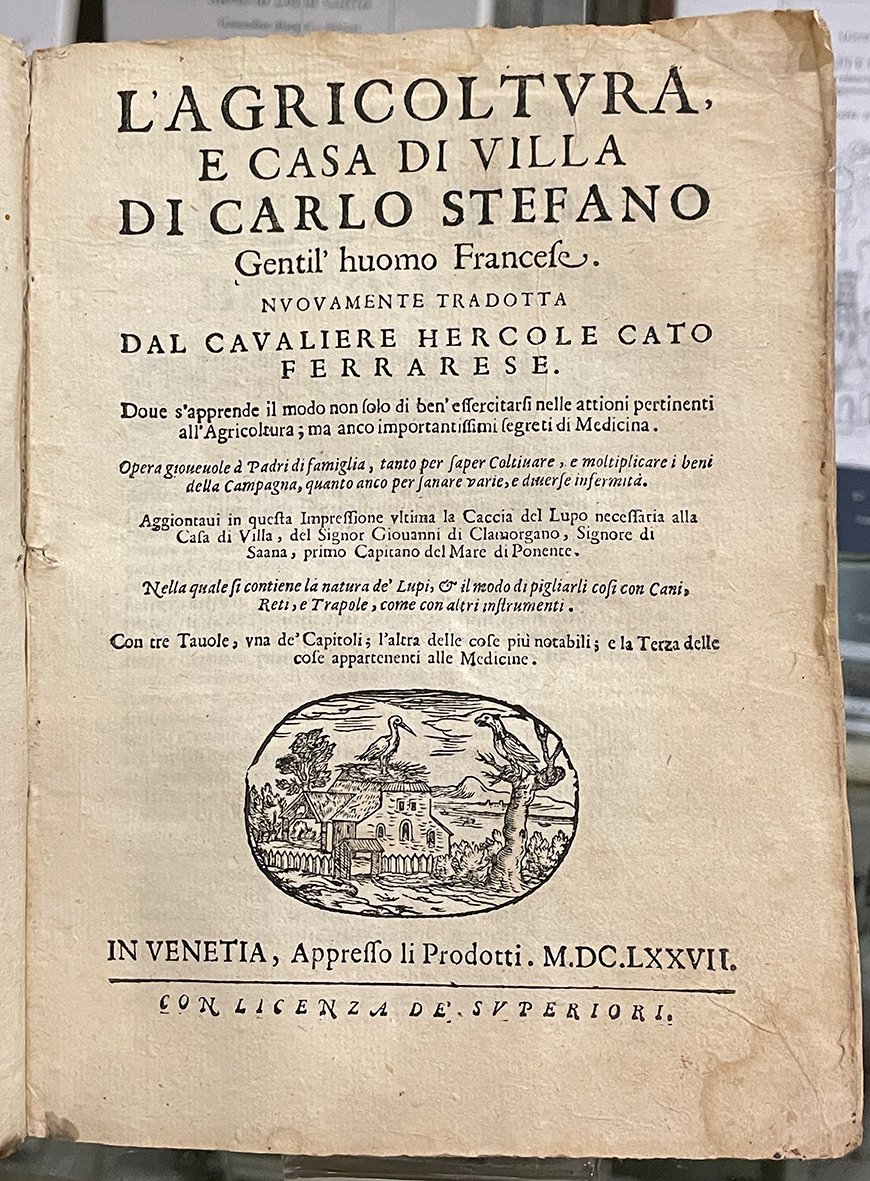 L'AGRICOLTVRA,
E CASA DI VILLA
DI CARLO STEFANO
Gentil' huomo Franceſe.
NVOVAMENTE TRADOTTA
DAL CAVALIERE HERCOLE CATO
FERRARESE.
Doue s'apprende il modo non ſolo di ben' eſſercitarſi nelle attioni pertinenti
all'Agricoltura; ma anco importantiſſimi ſegreti di Medicina.
Opera gioueuole à Padri di famiglia, tanto per ſaper Coltiuare, e moltiplicare i beni
della Campagna, quanto anco per ſanare varie, e diuerſe infermità.
Aggiontaui in queſta Impreſſione vltima la Caccia del Lupo neceſſaria alla
Caſa di Villa, del Signor Giouanni di Clamorgano, Signore di
Saana, primo Capitano del Mare di Ponente.
Nella quale ſi contiene la natura de' Lupi, & il modo di pigliarli coſi con Cani,
Reti, e Trapole, come con altri inſtrumenti.
Con tre Tauole, vna de' Capitoli; l'altra delle coſe più notabili; e la Terza delle
coſe appartenenti alle Medicine.
IN VENETIA, Appreſſo li Prodotti. M.DC.LXXVII.
CON LICENZA DE'. SVPERIORI.